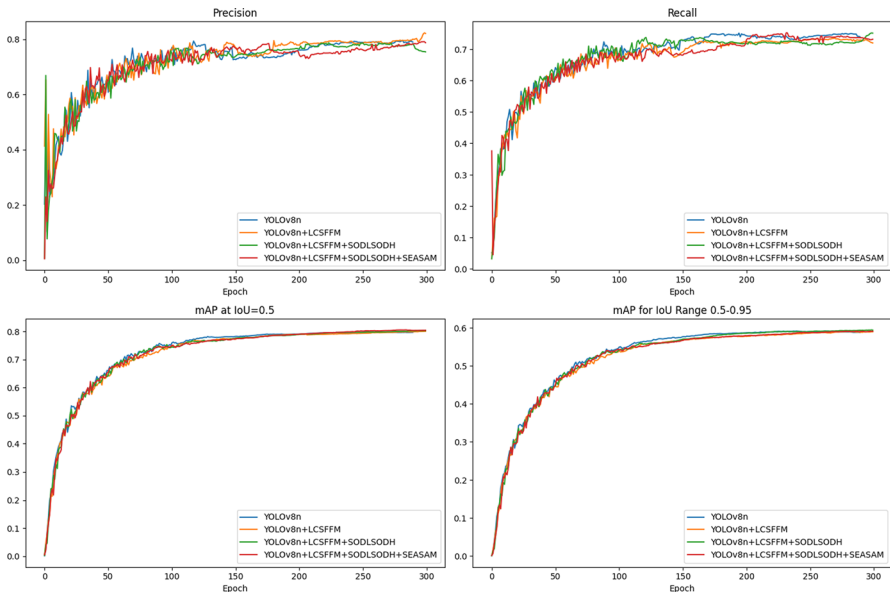 Precision
0.8
0.6
0.4
0.2
0.0
YOLOv8n
YOLOv8n+LCSFFM
YOLOv8n+LCSFFM+SODLSODH
YOLOv8n+LCSFFM+SODLSODH+SEASAM
0 50 100 150 200 250 300
Epoch
Recall
0.7
0.6
0.5
0.4
0.3
0.2
0.1
0.0
YOLOv8n
YOLOv8n+LCSFFM
YOLOv8n+LCSFFM+SODLSODH
YOLOv8n+LCSFFM+SODLSODH+SEASAM
0 50 100 150 200 250 300
Epoch
mAP at IoU=0.5
0.8
0.7
0.6
0.5
0.4
0.3
0.2
0.1
0.0
YOLOv8n
YOLOv8n+LCSFFM
YOLOv8n+LCSFFM+SODLSODH
YOLOv8n+LCSFFM+SODLSODH+SEASAM
0 50 100 150 200 250 300
Epoch
mAP for IoU Range 0.5-0.95
0.6
0.5
0.4
0.3
0.2
0.1
0.0
YOLOv8n
YOLOv8n+LCSFFM
YOLOv8n+LCSFFM+SODLSODH
YOLOv8n+LCSFFM+SODLSODH+SEASAM
0 50 100 150 200 250 300
Epoch